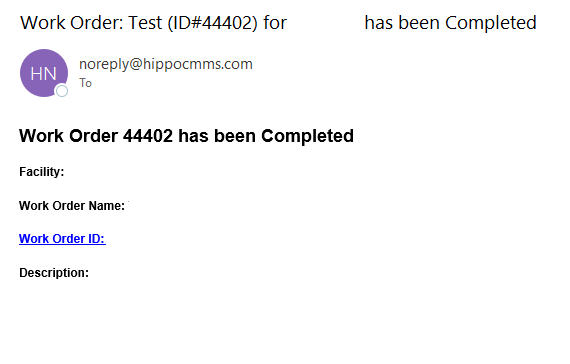 Work Order: Test (ID#44402) for has been Completed
HN
noreply@hippocmms.com
To
Work Order 44402 has been Completed
Facility:
Work Order Name:
Work Order ID:
Description: